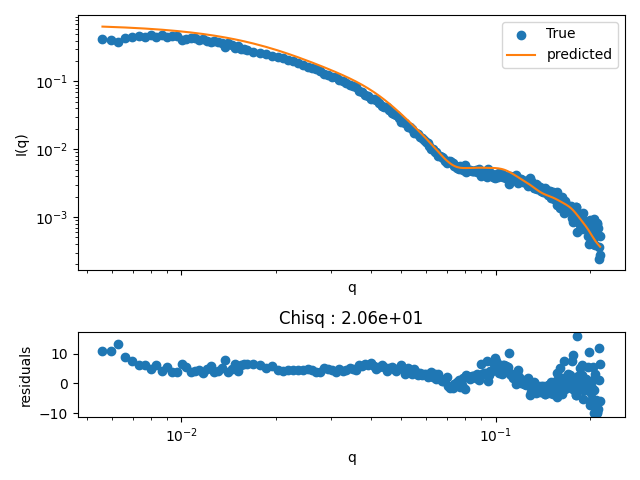 True
predicted
10⁻¹
10⁻²
10⁻³
I(q)
q
Chisq : 2.06e+01
10
0
−10
residuals
10⁻²
10⁻¹
q